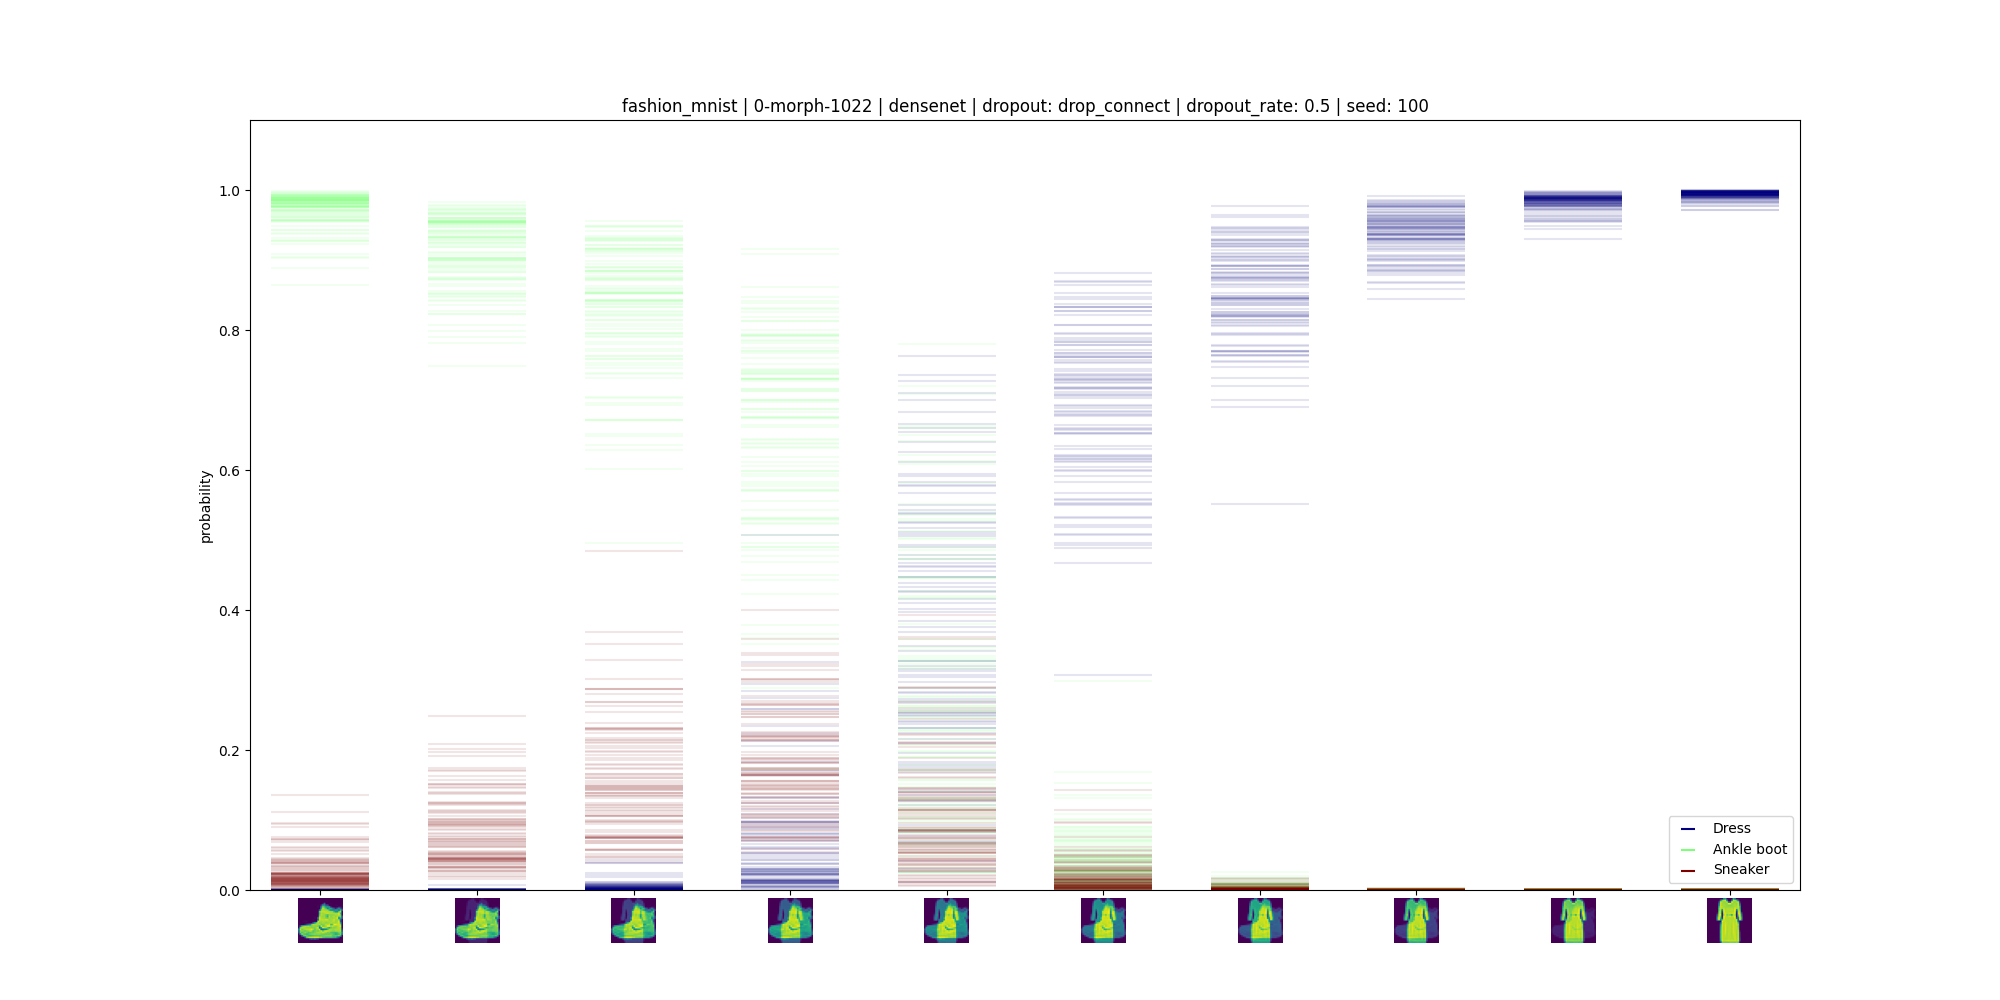 fashion_mnist | 0-morph-1022 | densenet | dropout: drop_connect | dropout_rate: 0.5 | seed: 100
1.0
0.8
0.6
0.4
0.2
0.0
probability
Dress
Ankle boot
Sneaker